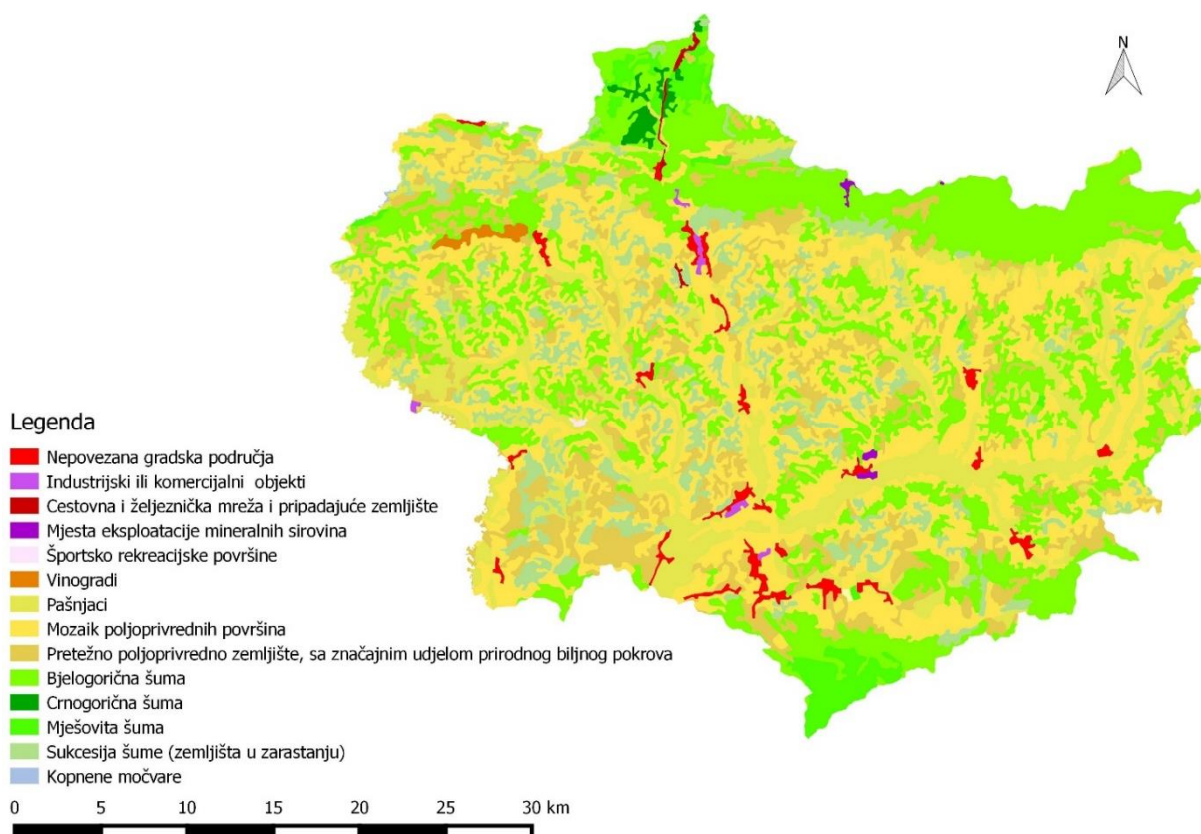 N
Legenda
Nepovezana gradska područja
Industrijski ili komercijalni objekti
Cestovna i željeznička mreža i pripadajuće zemljište
Mjesta eksploatacije mineralnih sirovina
Športsko rekreacijske površine
Vinogradi
Pašnjaci
Mozaik poljoprivrednih površina
Pretežno poljoprivredno zemljište, sa značajnim udjelom prirodnog biljnog pokrova
Bjelogorična šuma
Crnogorična šuma
Mješovita šuma
Sukcesija šume (zemljišta u zarastanju)
Kopnene močvare
0 5 10 15 20 25 30 km